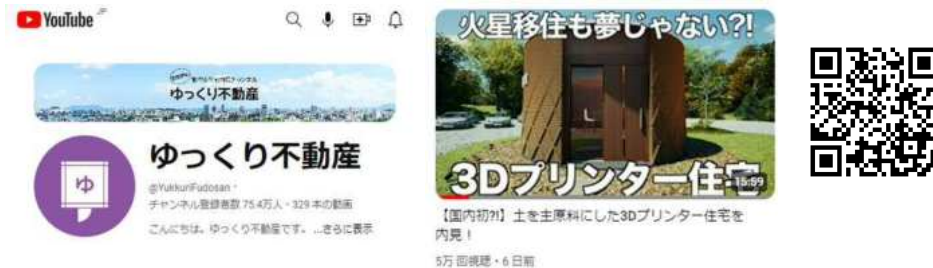 YouTube
JP
ゆっくり不動産
ゆ
ゆっくり不動産
@YukkuriFudosan
チャンネル登録者数 75.4万人・329 本の動画
こんにちは。ゆっくり不動産です。 ...さらに表示
火星移住も夢じゃない?!
3Dプリンター住宅
15:59
【国内初?!】土を主原料にした3Dプリンター住宅を
内見！
5万 回視聴・6 日前